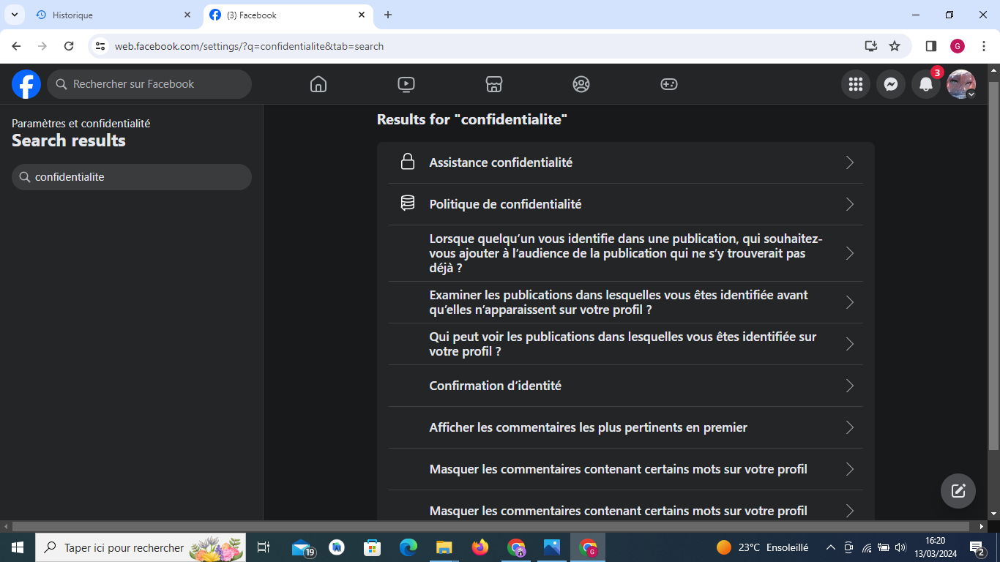 Historique
(3) Facebook
web.facebook.com/settings/?q=confidentialite&tab=search
G
Rechercher sur Facebook
3
Paramètres et confidentialité
Search results
confidentialite
Results for "confidentialite"
Assistance confidentialité
Politique de confidentialité
Lorsque quelqu’un vous identifie dans une publication, qui souhaitez-
vous ajouter à l’audience de la publication qui ne s’y trouverait pas
déjà ?
Examiner les publications dans lesquelles vous êtes identifiée avant
qu’elles n’apparaissent sur votre profil ?
Qui peut voir les publications dans lesquelles vous êtes identifiée sur
votre profil ?
Confirmation d’identité
Afficher les commentaires les plus pertinents en premier
Masquer les commentaires contenant certains mots sur votre profil
Masquer les commentaires contenant certains mots sur votre profil
Taper ici pour rechercher
19
G
23°C Ensoleillé
16:20
13/03/2024
2